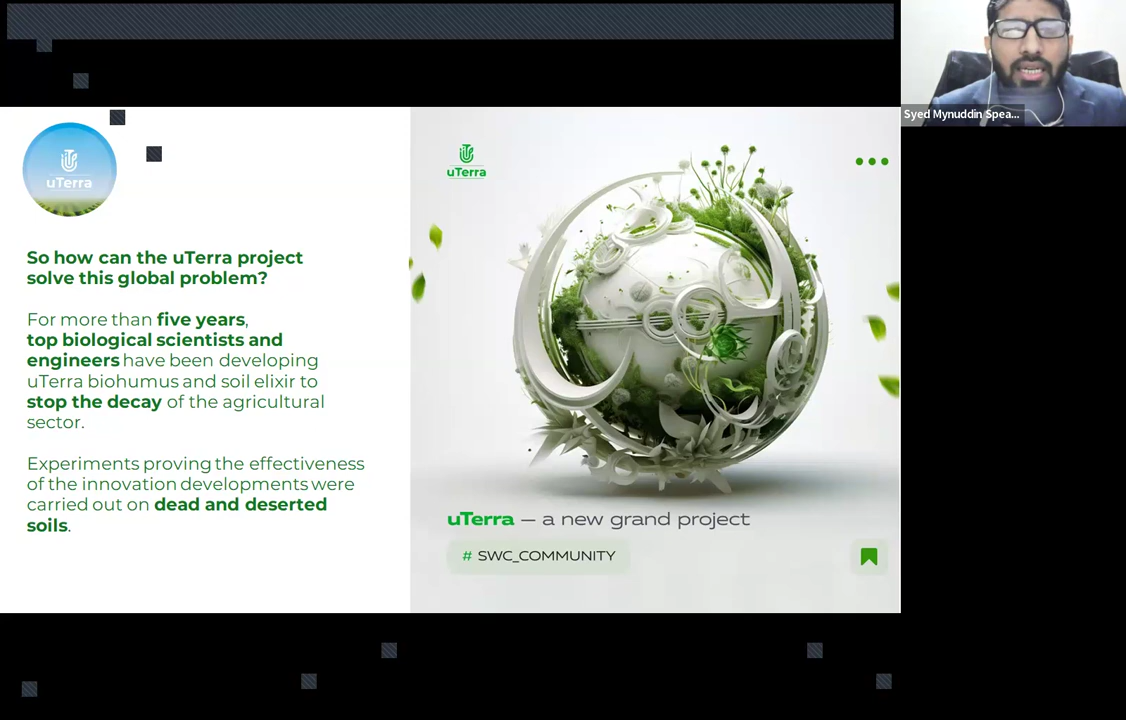 Syed Mynuddin Spea...
uTerra
So how can the uTerra project
solve this global problem?
For more than five years,
top biological scientists and
engineers have been developing
uTerra biohumus and soil elixir to
stop the decay of the agricultural
sector.
Experiments proving the effectiveness
of the innovation developments were
carried out on dead and deserted
soils.
uTerra
uTerra — a new grand project
# SWC_COMMUNITY